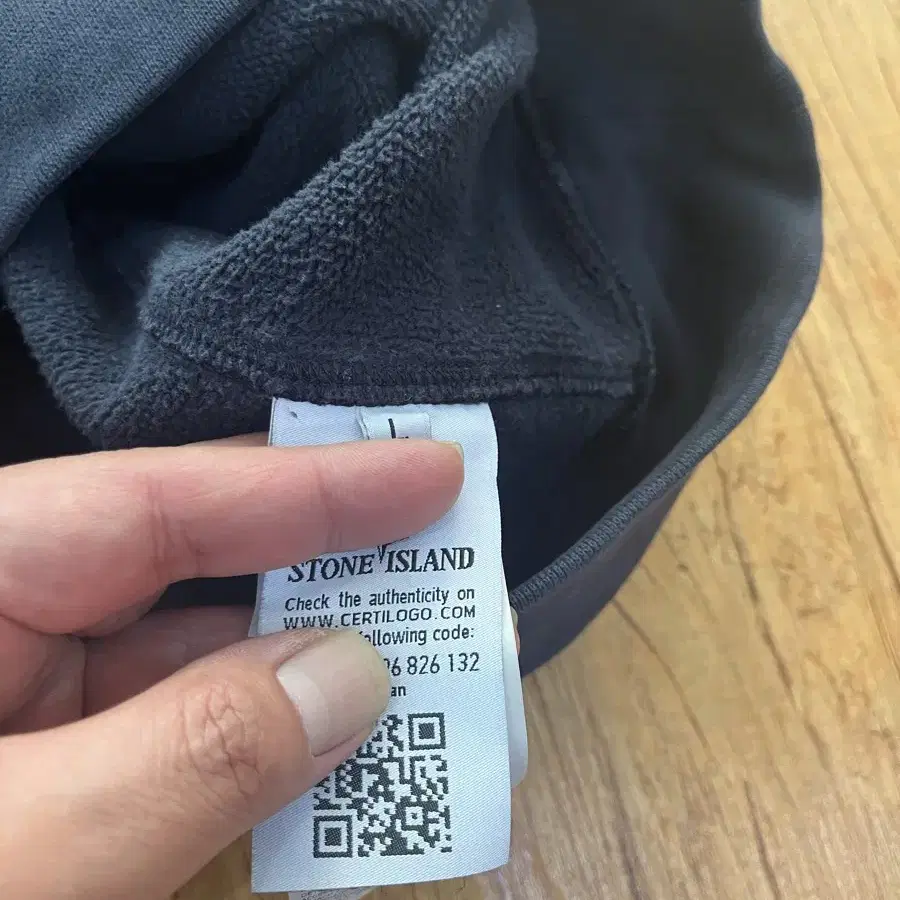 STONE ISLAND
Check the authenticity on
WWW.CERTILOGO.COM
following code:
826 132